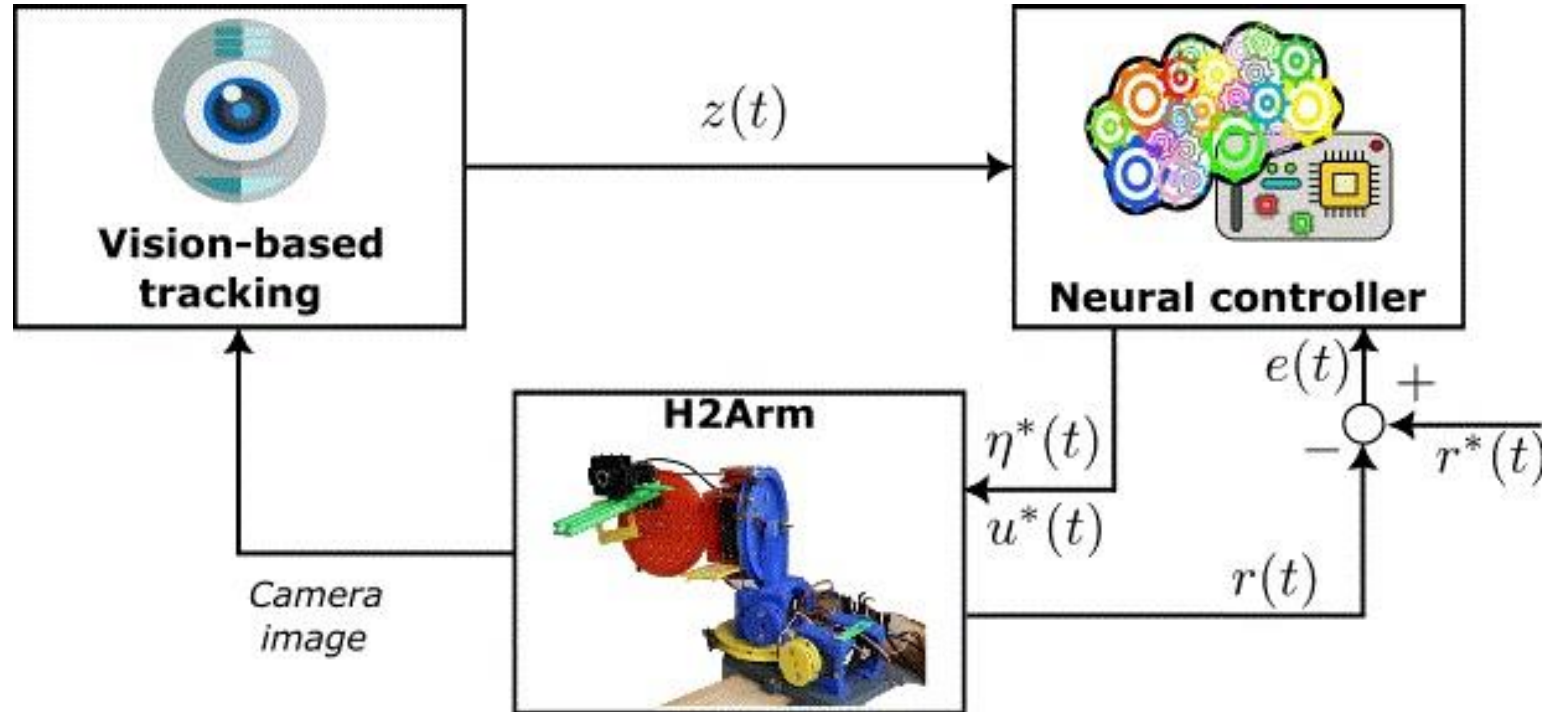 z(t)
Vision-based
tracking
Neural controller
e(t)
+
H2Arm
η*(t)
−
r*(t)
u*(t)
r(t)
Camera
image